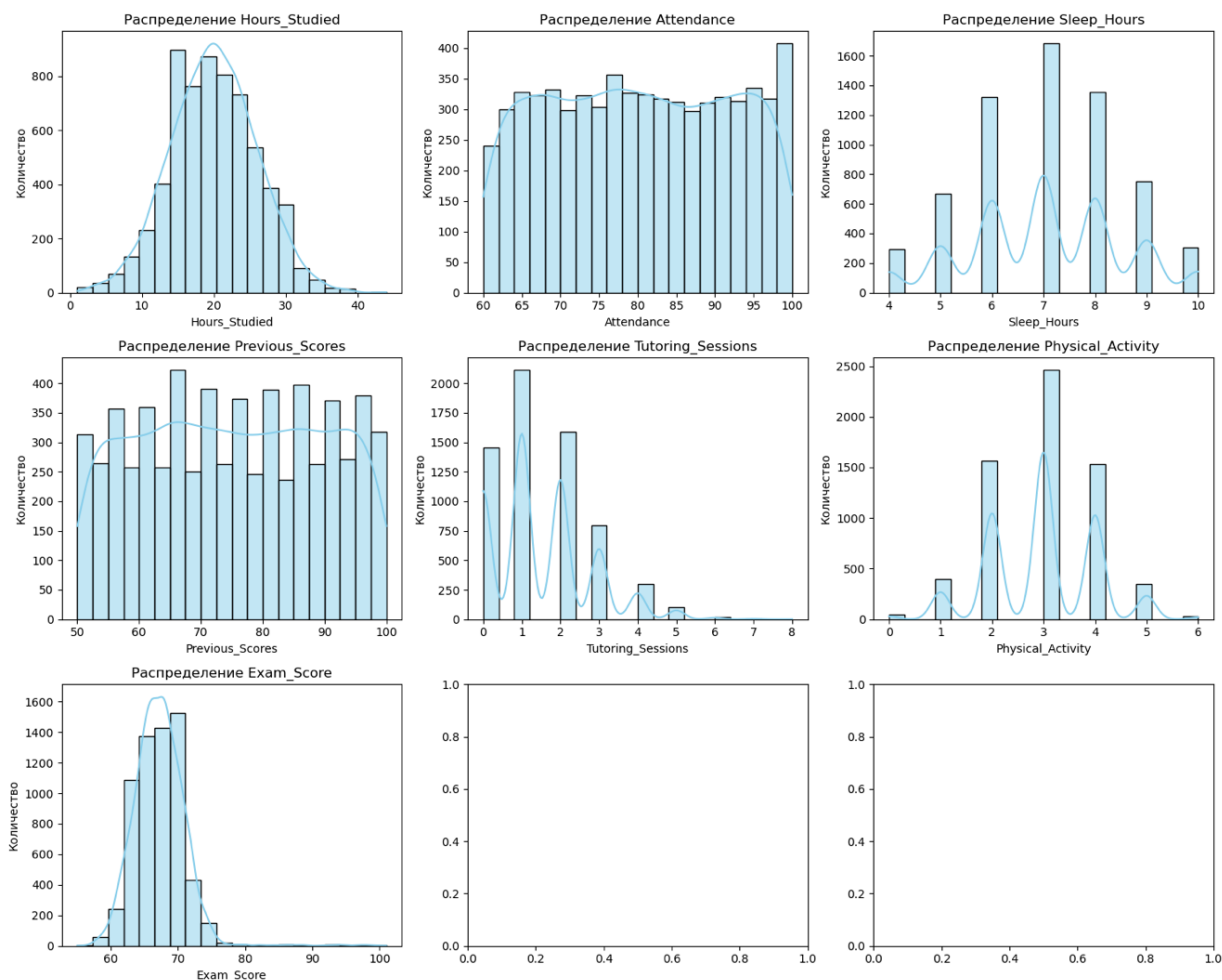 Распределение Hours_Studied
Количество
800
600
400
200
0
0 10 20 30 40
Hours_Studied
Распределение Attendance
Количество
400
350
300
250
200
150
100
50
0
60 65 70 75 80 85 90 95 100
Attendance
Распределение Sleep_Hours
Количество
1600
1400
1200
1000
800
600
400
200
0
4 5 6 7 8 9 10
Sleep_Hours
Распределение Previous_Scores
Количество
400
350
300
250
200
150
100
50
0
50 60 70 80 90 100
Previous_Scores
Распределение Tutoring_Sessions
Количество
2000
1750
1500
1250
1000
750
500
250
0
0 1 2 3 4 5 6 7 8
Tutoring_Sessions
Распределение Physical_Activity
Количество
2500
2000
1500
1000
500
0
0 1 2 3 4 5 6
Physical_Activity
Распределение Exam_Score
Количество
1600
1400
1200
1000
800
600
400
200
0
60 70 80 90 100
Exam_Score
1.0
0.8
0.6
0.4
0.2
0.0
0.0 0.2 0.4 0.6 0.8 1.0
1.0
0.8
0.6
0.4
0.2
0.0
0.0 0.2 0.4 0.6 0.8 1.0